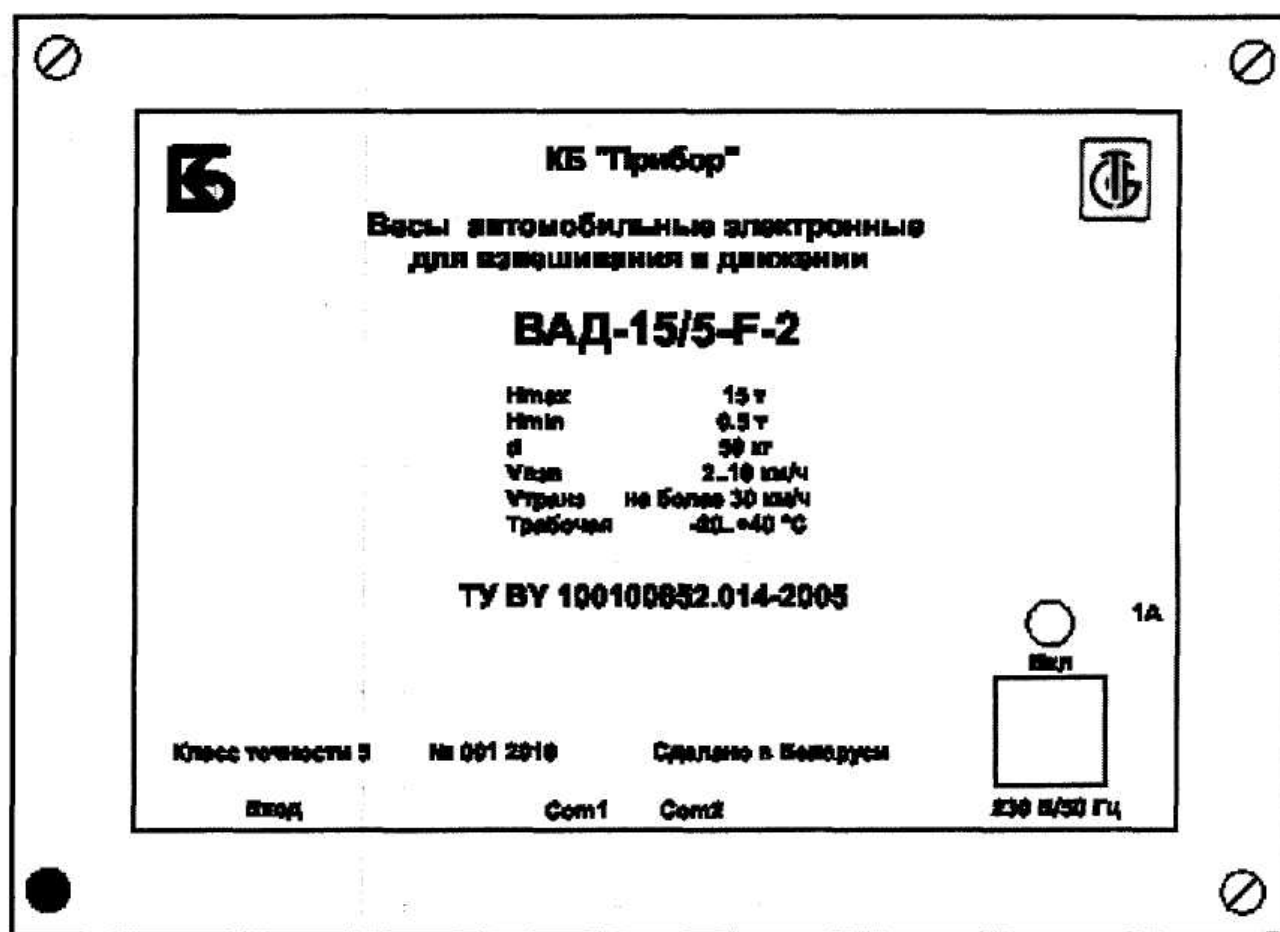 КБ "Прибор"
Весы автомобильные электронные
для взвешивания в движении
ВАД-15/5-F-2
Hmax 15 т
Hmin 0.5 т
d 50 кг
Vвзв 2..10 км/ч
Vтранз не более 30 км/ч
Tрабочая +40 °C
ТУ BY 100100852.014-2005
1А
Вкл
Класс точности 5 № 001 2010 Сделано в Беларуси
Вход Com1 Com2 230 В/50 Гц